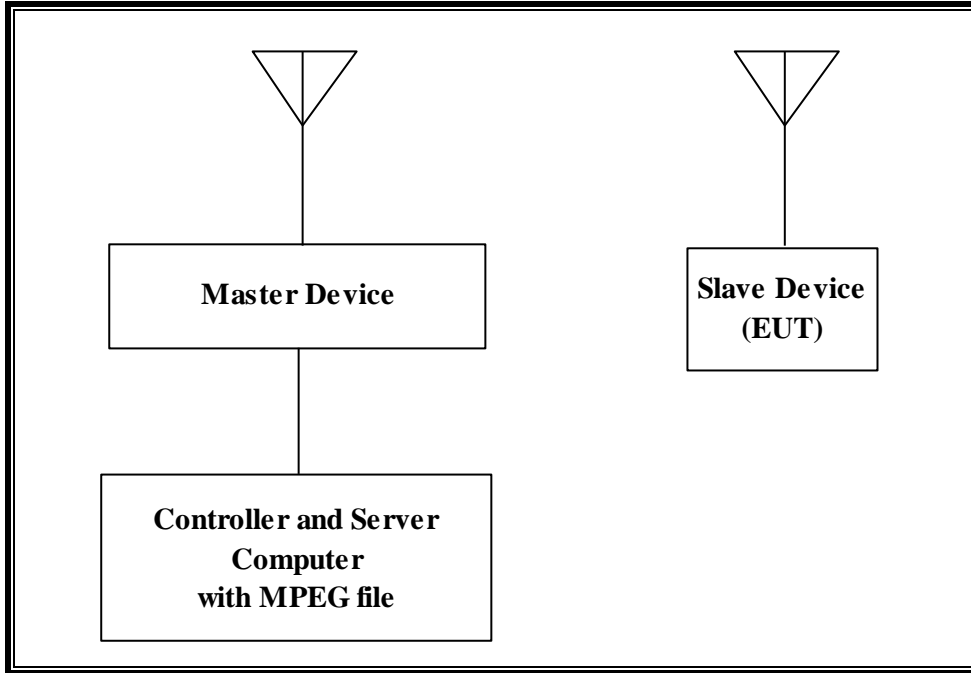 Master Device
Slave Device
(EUT)
Controller and Server
Computer
with MPEG file